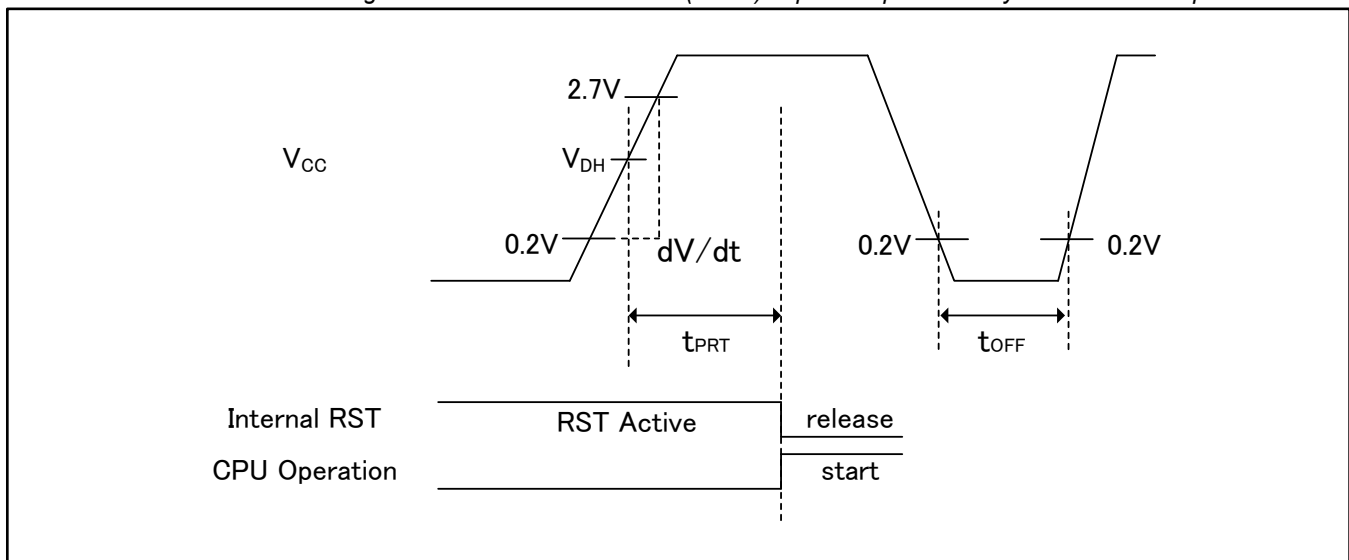 2.7V
VCC
VDH
0.2V
dV/dt
0.2V
0.2V
tPRT
tOFF
Internal RST
RST Active
release
CPU Operation
start